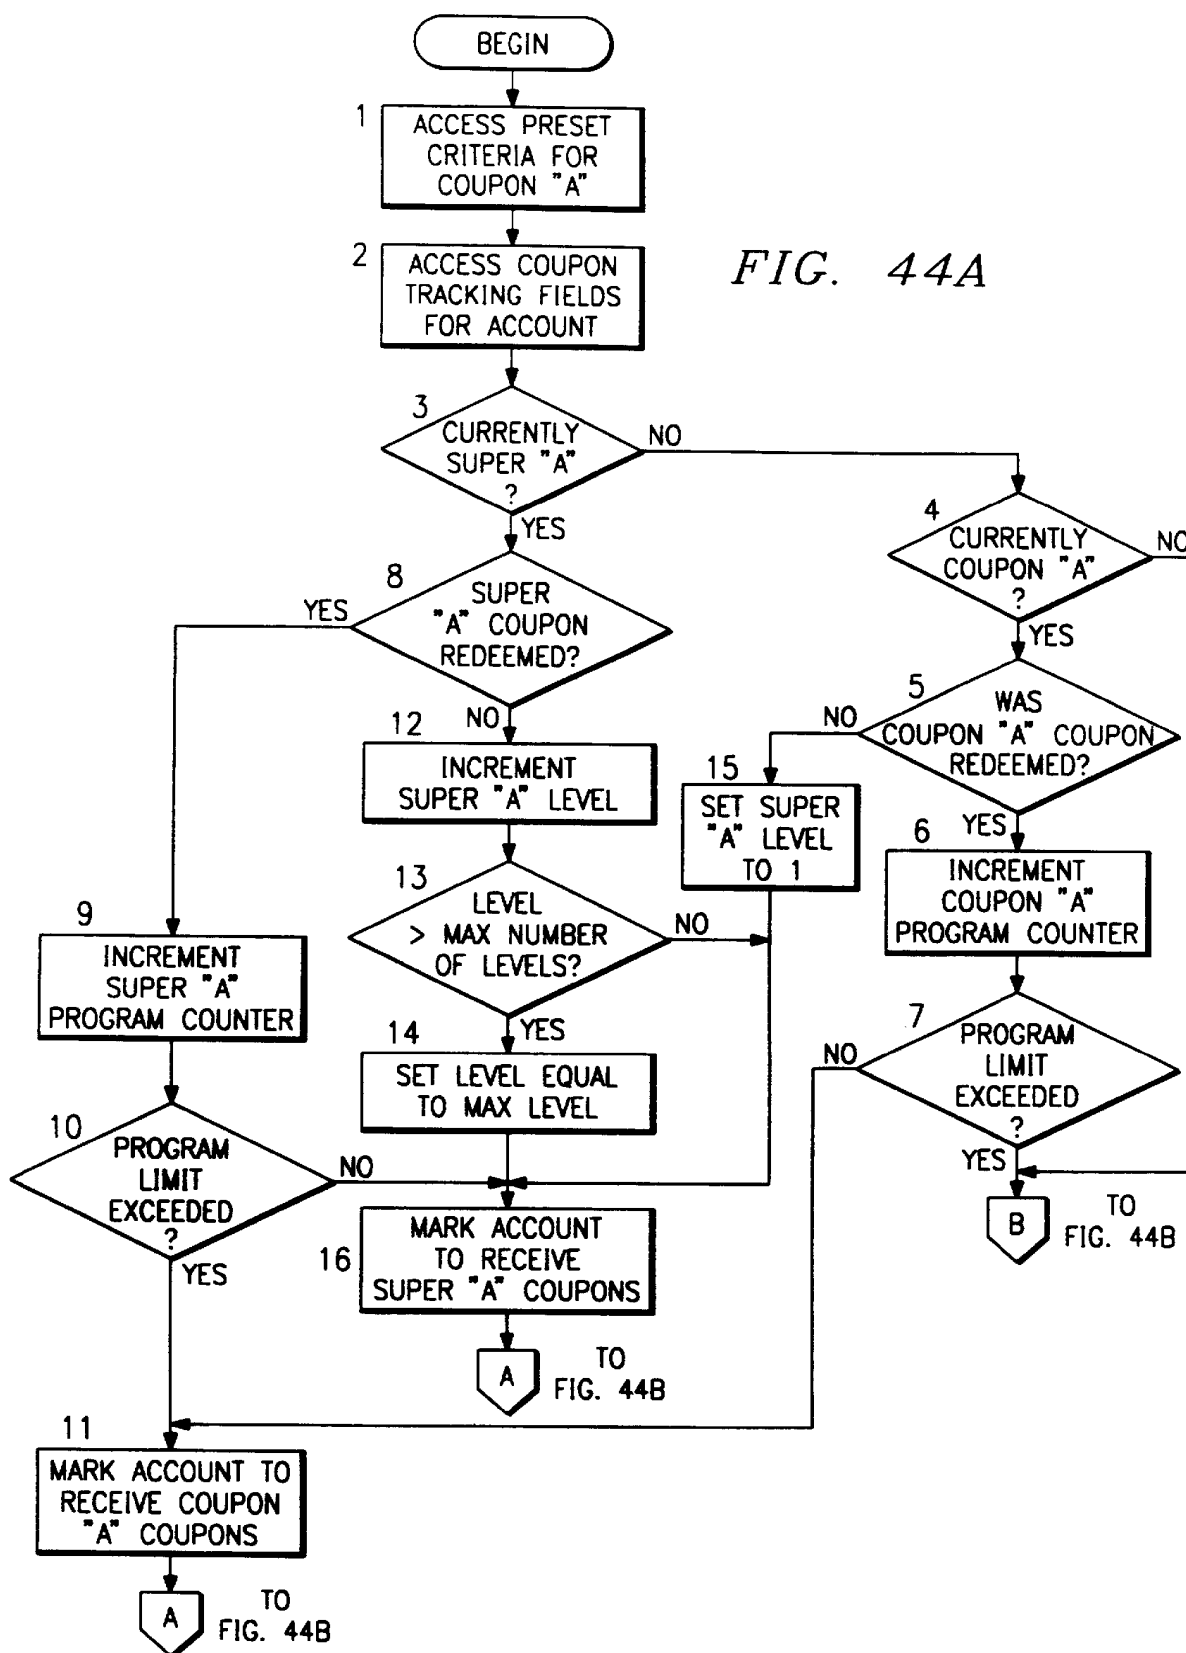 BEGIN
1
ACCESS PRESET
CRITERIA FOR
COUPON "A"
2
ACCESS COUPON
TRACKING FIELDS
FOR ACCOUNT
FIG. 44A
3
CURRENTLY
SUPER "A"
?
NO
YES
4
CURRENTLY
COUPON "A"
?
NO
YES
8
SUPER
"A" COUPON
REDEEMED?
YES
NO
5
WAS
COUPON "A" COUPON
REDEEMED?
NO
YES
12
INCREMENT
SUPER "A" LEVEL
15
SET SUPER
"A" LEVEL
TO 1
6
INCREMENT
COUPON "A"
PROGRAM COUNTER
13
LEVEL
> MAX NUMBER
OF LEVELS?
NO
YES
9
INCREMENT
SUPER "A"
PROGRAM COUNTER
7
PROGRAM
LIMIT
EXCEEDED
?
NO
YES
14
SET LEVEL EQUAL
TO MAX LEVEL
10
PROGRAM
LIMIT
EXCEEDED
?
NO
YES
B
TO
FIG. 44B
16
MARK ACCOUNT
TO RECEIVE
SUPER "A" COUPONS
A
TO
FIG. 44B
11
MARK ACCOUNT TO
RECEIVE COUPON
"A" COUPONS
A
TO
FIG. 44B